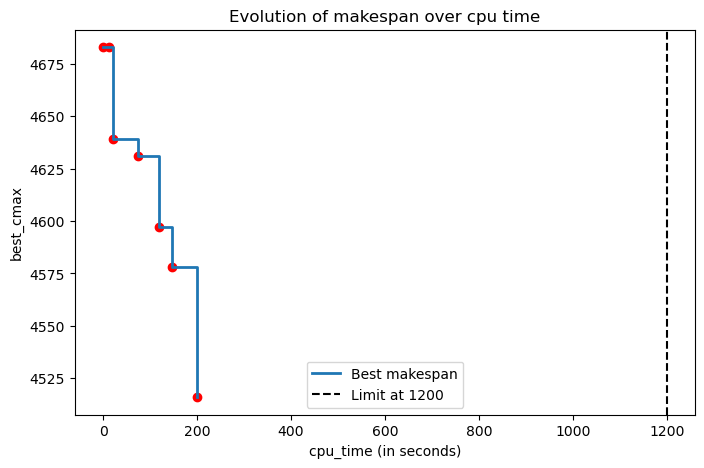 Evolution of makespan over cpu time
best_cmax
4675
4650
4625
4600
4575
4550
4525
Best makespan
Limit at 1200
0
200
400
600
800
1000
1200
cpu_time (in seconds)